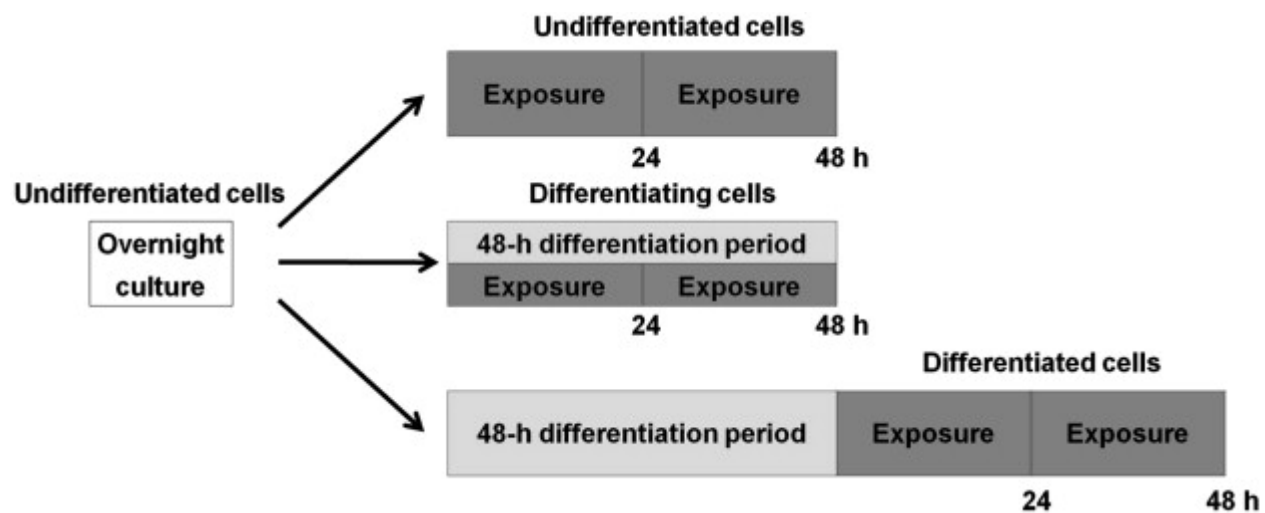 Undifferentiated cells
Exposure Exposure
24 48 h
Undifferentiated cells
Overnight
culture
Differentiating cells
48-h differentiation period
Exposure Exposure
24 48 h
Differentiated cells
48-h differentiation period Exposure Exposure
24 48 h